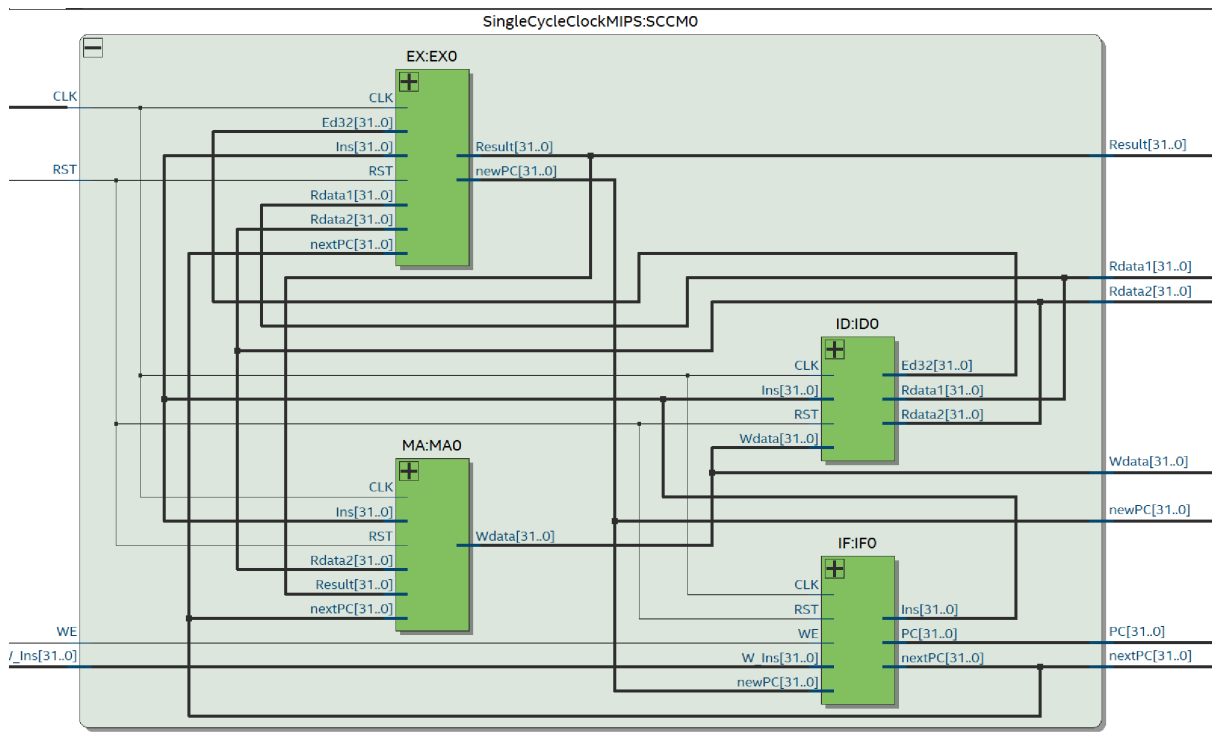 SingleCycleClockMIPS:SCCM0
EX:EX0
CLK
CLK
Ed32[31..0]
Ins[31..0]
Result[31..0]
Result[31..0]
RST
RST
newPC[31..0]
Rdata1[31..0]
Rdata2[31..0]
nextPC[31..0]
Rdata1[31..0]
Rdata2[31..0]
ID:ID0
CLK
Ed32[31..0]
Ins[31..0]
Rdata1[31..0]
RST
Rdata2[31..0]
Wdata[31..0]
Wdata[31..0]
MA:MA0
CLK
Ins[31..0]
newPC[31..0]
RST
Wdata[31..0]
Rdata2[31..0]
Result[31..0]
nextPC[31..0]
IF:IF0
CLK
RST
Ins[31..0]
WE
WE
PC[31..0]
PC[31..0]
_Ins[31..0]
W_Ins[31..0]
nextPC[31..0]
nextPC[31..0]
newPC[31..0]